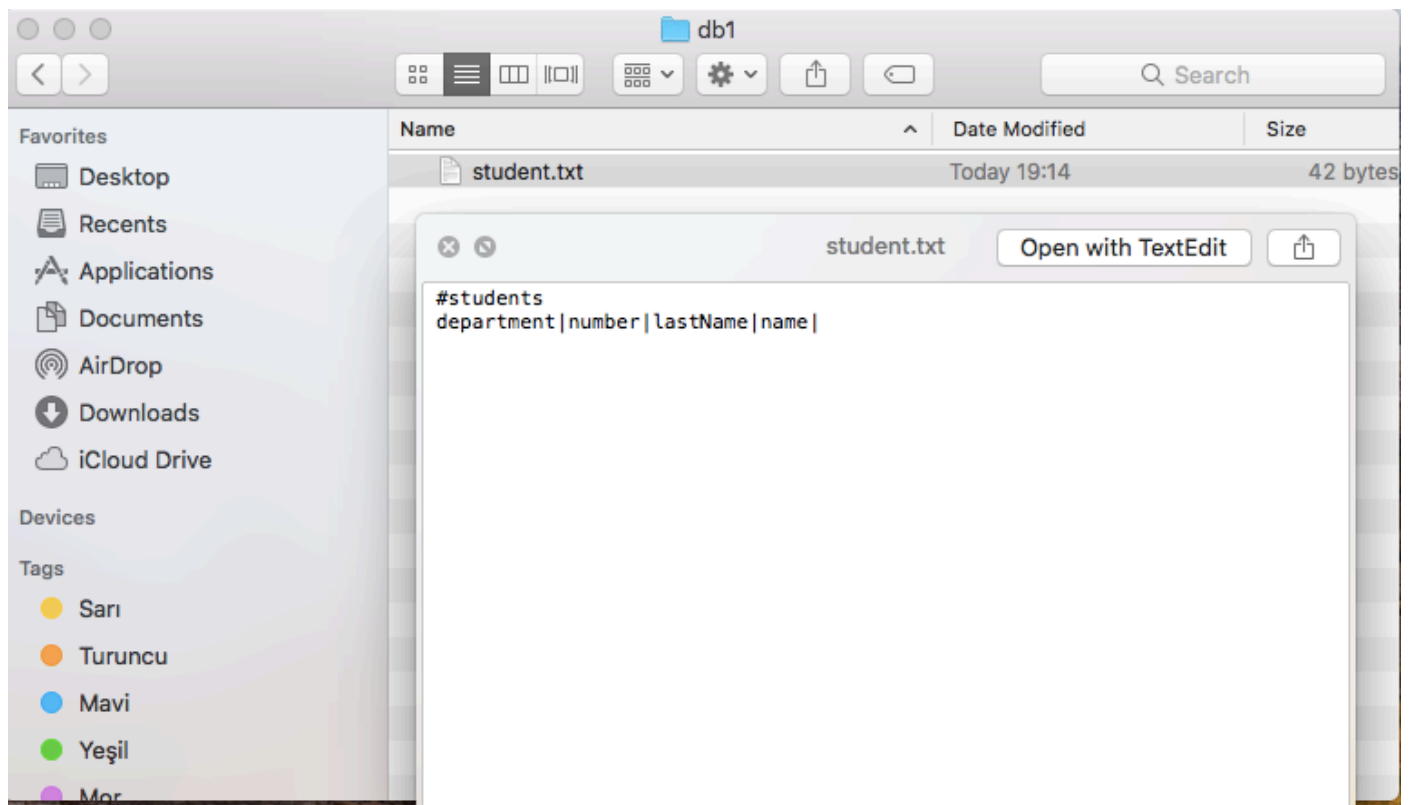 db1
Search
Favorites
Desktop
Recents
Applications
Documents
AirDrop
Downloads
iCloud Drive
Devices
Tags
Sarı
Turuncu
Mavi
Yeşil
Mor
Name
Date Modified
Size
student.txt
Today 19:14
42 bytes
student.txt
Open with TextEdit
#students
department|number|lastName|name|